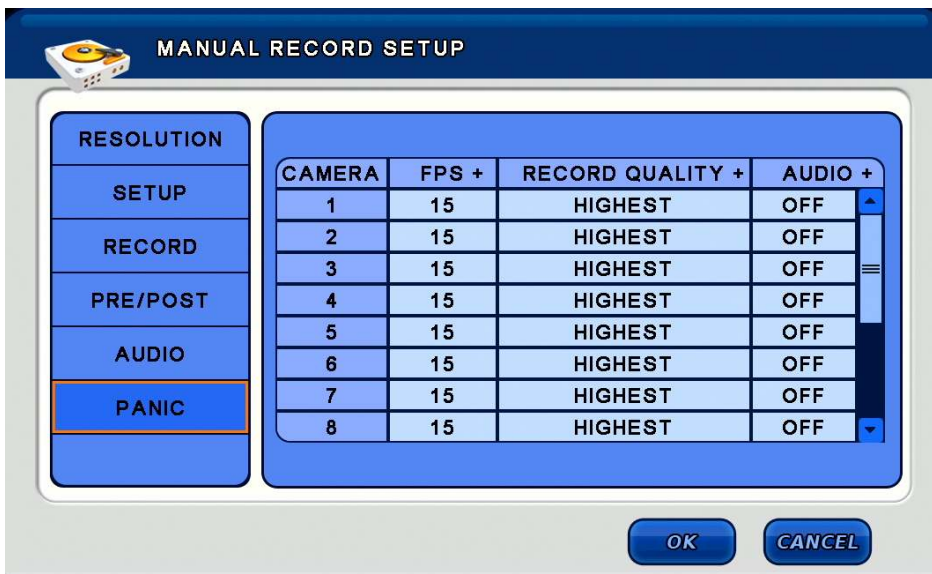 MANUAL RECORD SETUP
RESOLUTION
SETUP
RECORD
PRE/POST
AUDIO
PANIC
CAMERA FPS + RECORD QUALITY + AUDIO +
1 15 HIGHEST OFF
2 15 HIGHEST OFF
3 15 HIGHEST OFF
4 15 HIGHEST OFF
5 15 HIGHEST OFF
6 15 HIGHEST OFF
7 15 HIGHEST OFF
8 15 HIGHEST OFF
OK CANCEL